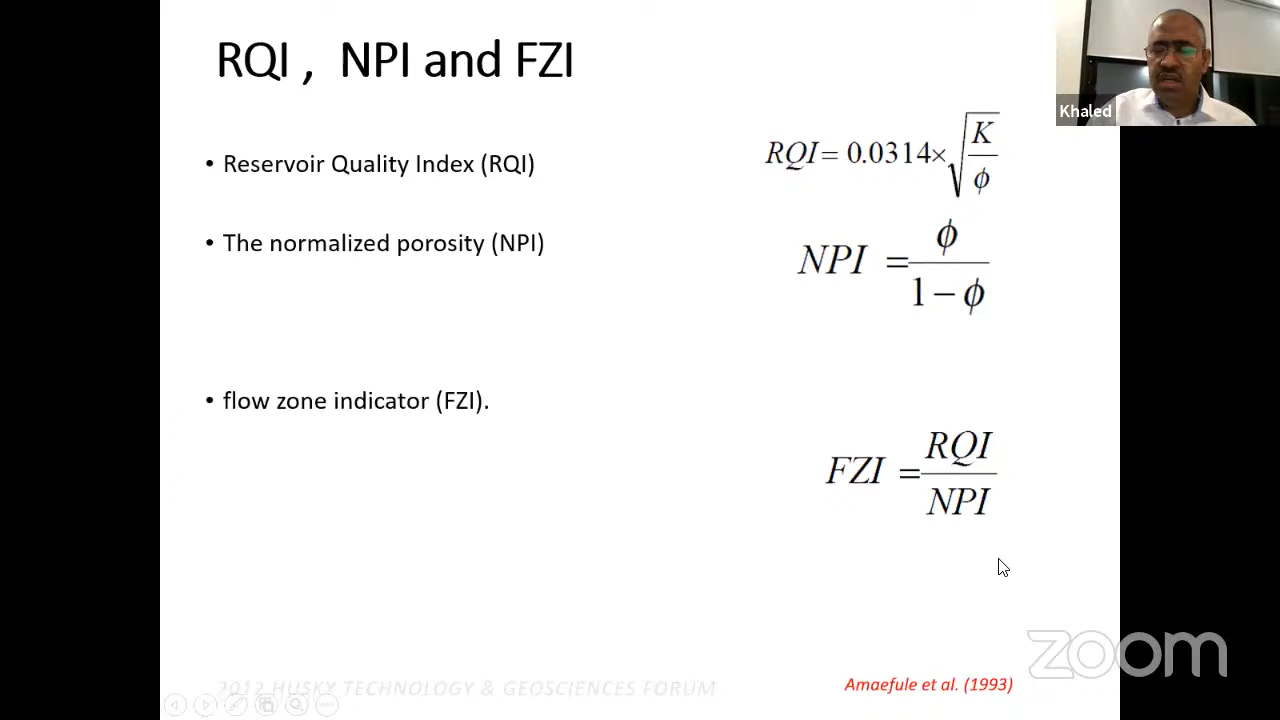 RQI , NPI and FZI
Khaled
• Reservoir Quality Index (RQI)
RQI = 0.0314 × √(K/ϕ)
• The normalized porosity (NPI)
NPI = ϕ/(1 − ϕ)
• flow zone indicator (FZI).
FZI = RQI/NPI
zoom
2012 HUSKY TECHNOLOGY & GEOSCIENCES FORUM
Amaefule et al. (1993)